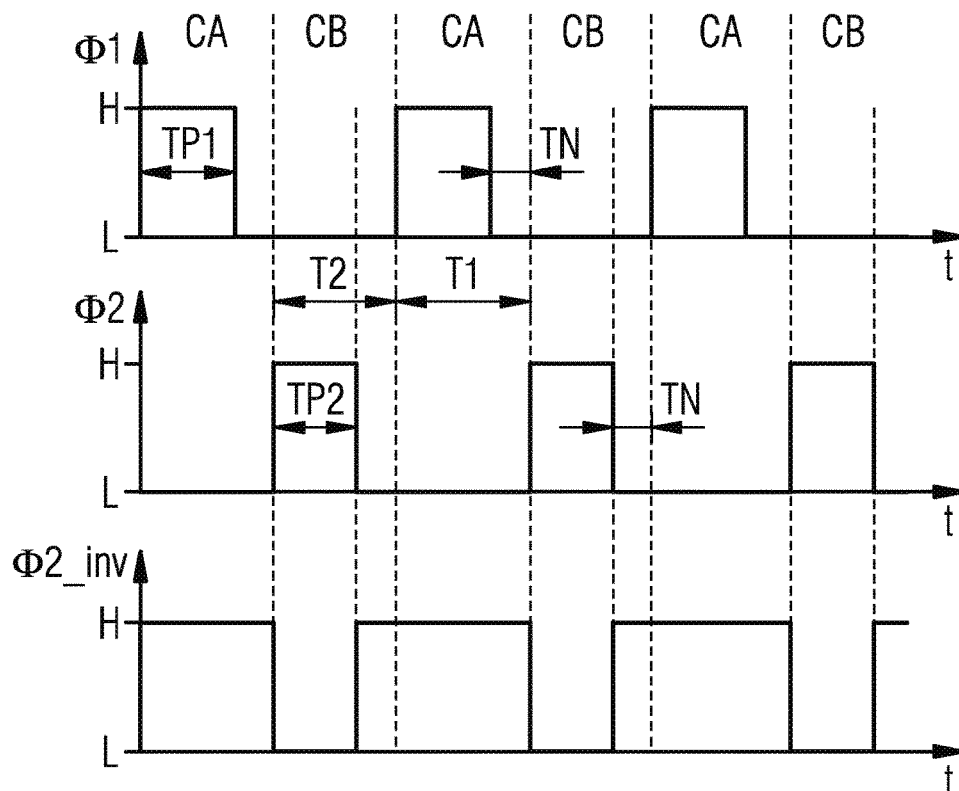 CA CB CA CB CA CB
Φ1
H
TP1 TN
L
t
T2 T1
Φ2
H
TP2 TN
L
t
Φ2_inv
H
L
t